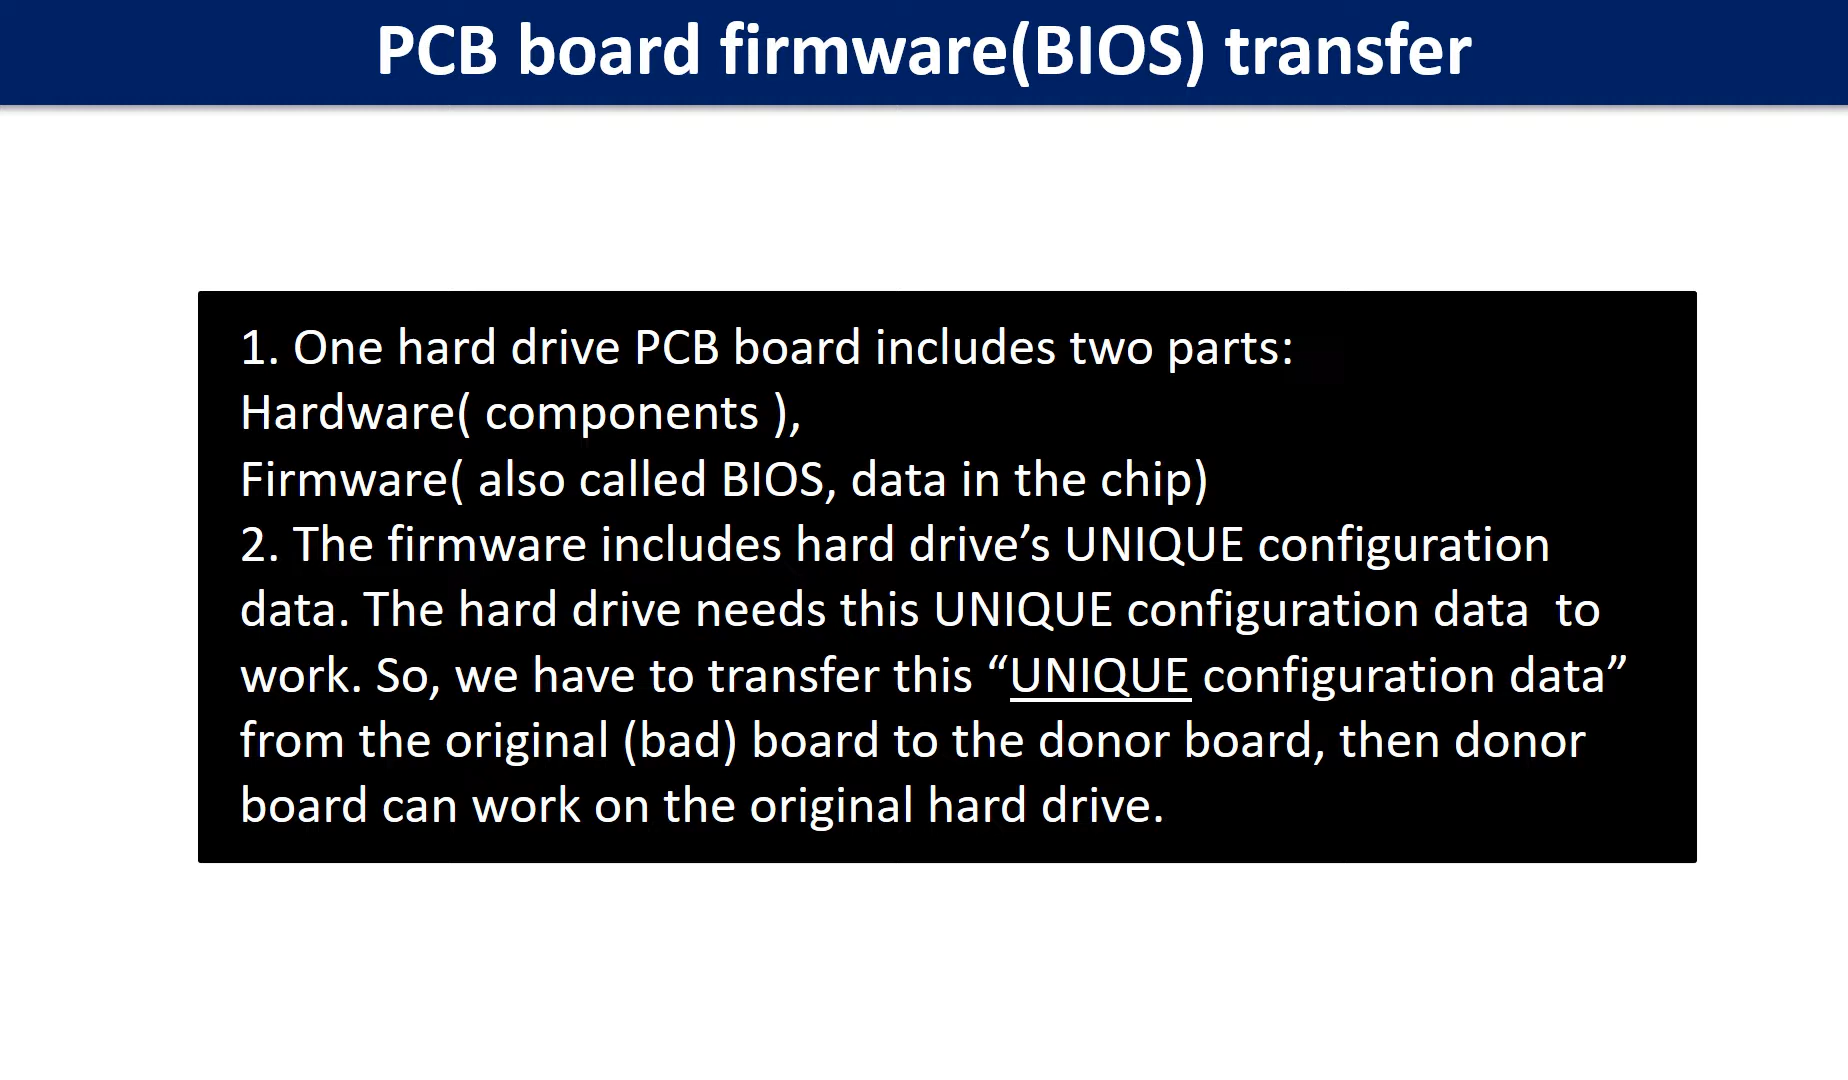 PCB board firmware(BIOS) transfer
1. One hard drive PCB board includes two parts:
Hardware( components ),
Firmware( also called BIOS, data in the chip)
2. The firmware includes hard drive’s UNIQUE configuration
data. The hard drive needs this UNIQUE configuration data  to
work. So, we have to transfer this “UNIQUE configuration data”
from the original (bad) board to the donor board, then donor
board can work on the original hard drive.